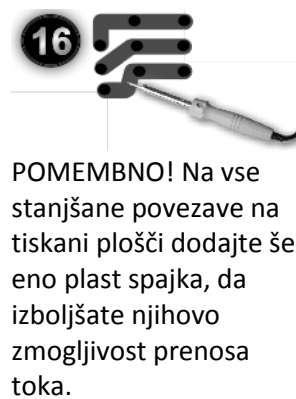 16
POMEMBNO! Na vse
stanjšane povezave na
tiskani plošči dodajte še
eno plast spajka, da
izboljšate njihovo
zmogljivost prenosa
toka.